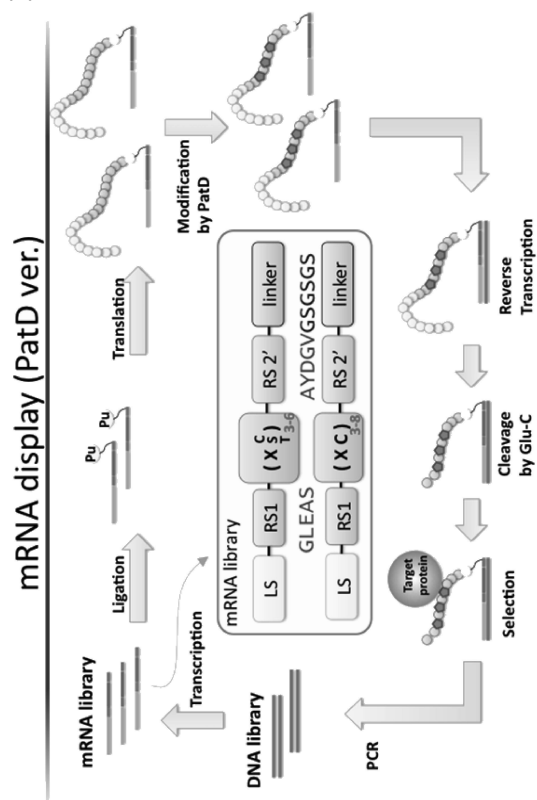 mRNA display (PatD ver.)
mRNA library
Ligation
Pu
Pu
Translation
Modification
by PatD
Reverse
Transcription
Cleavage
by Glu-C
Selection
Target
protein
PCR
DNA library
Transcription
mRNA library
LS
RS1
(X C S T) 3-6
RS 2'
linker
GLEAS
AYDGVGSGSGS
LS
RS1
(X C) 3-8
RS 2'
linker